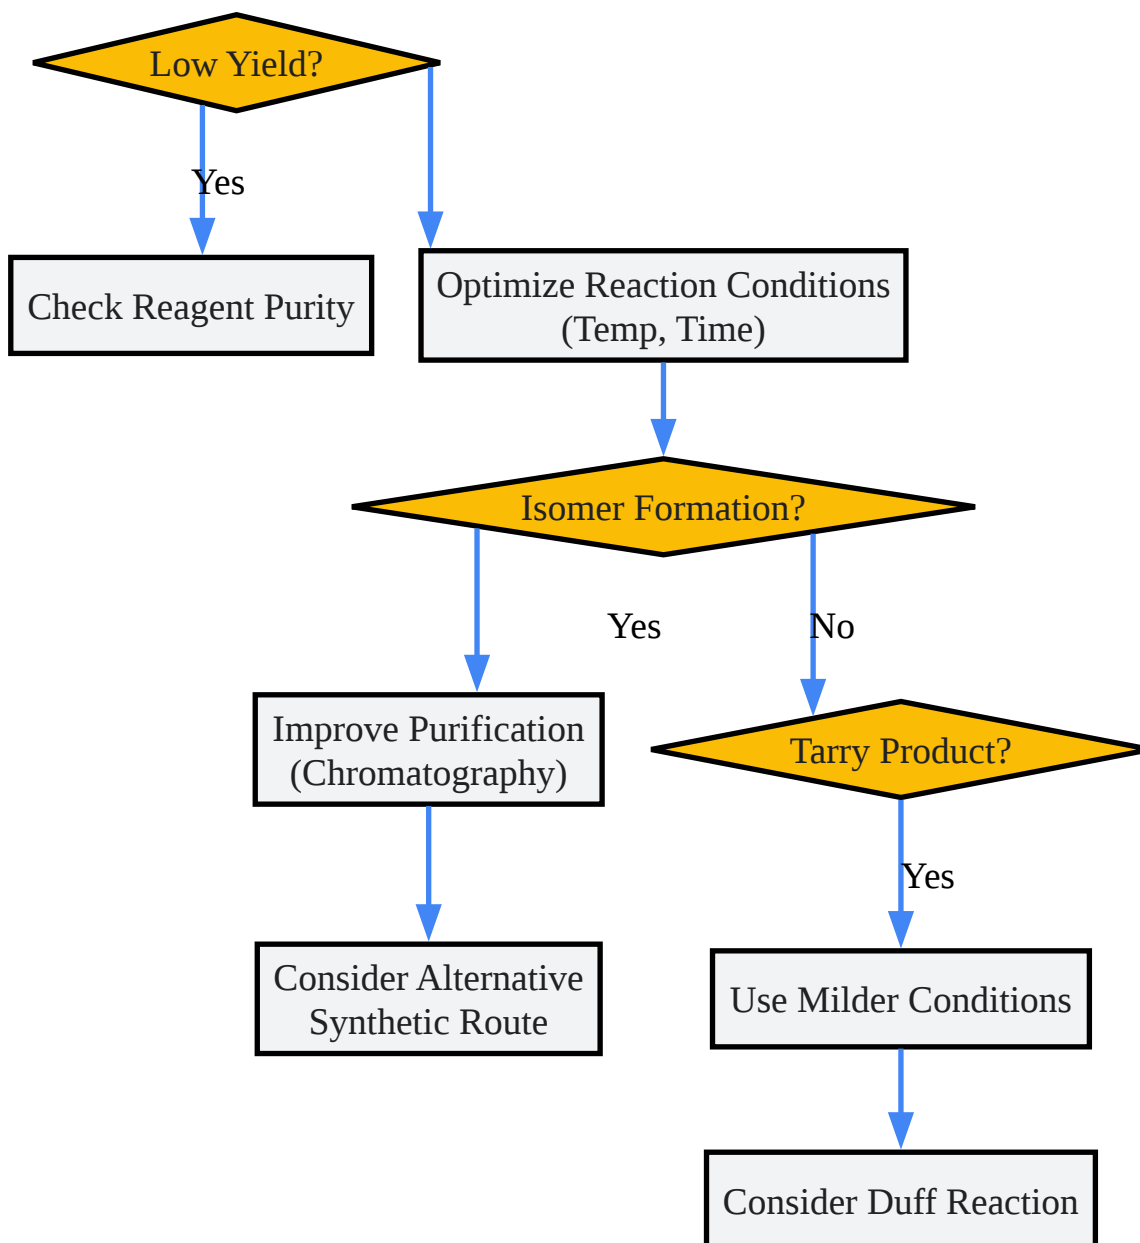 Low Yield?
Yes
Check Reagent Purity
Optimize Reaction Conditions
(Temp, Time)
Isomer Formation?
Yes
No
Improve Purification
(Chromatography)
Tarry Product?
Yes
Consider Alternative
Synthetic Route
Use Milder Conditions
Consider Duff Reaction